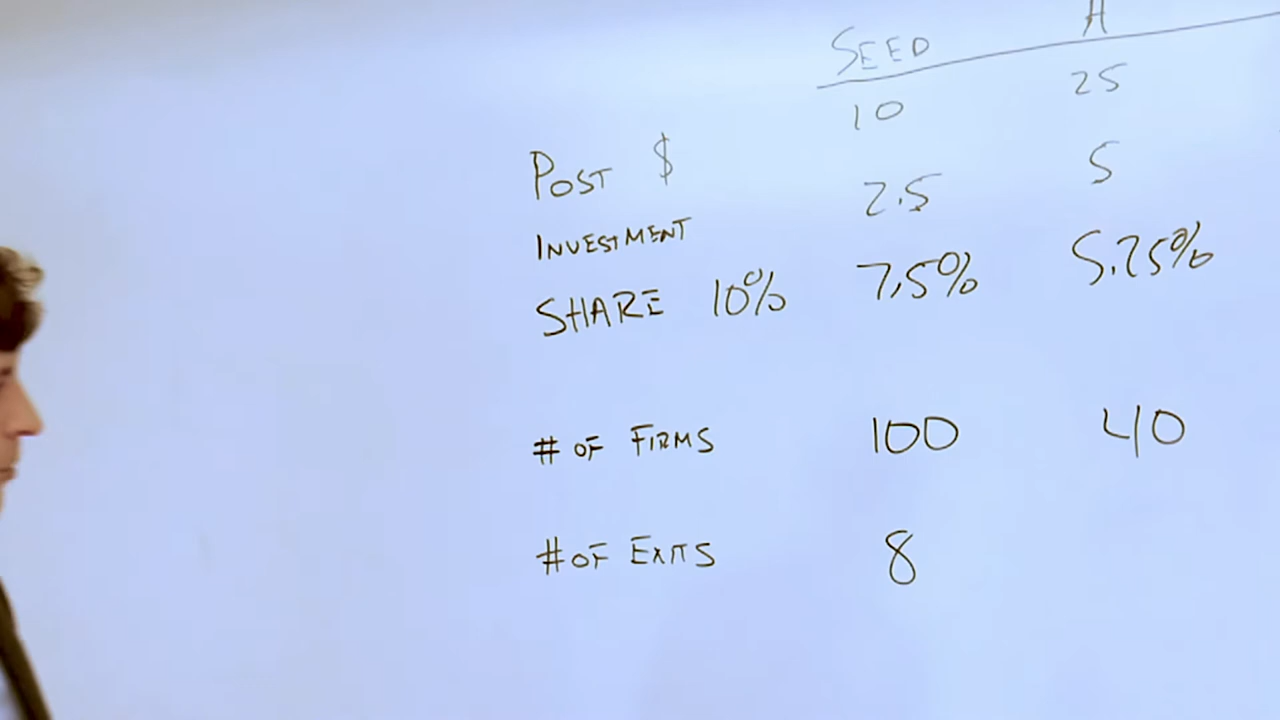 SEED A
POST $ 10 25
INVESTMENT 2.5 5
SHARE 10% 7.5% 5.25%
# OF FIRMS 100 40
# OF EXITS 8